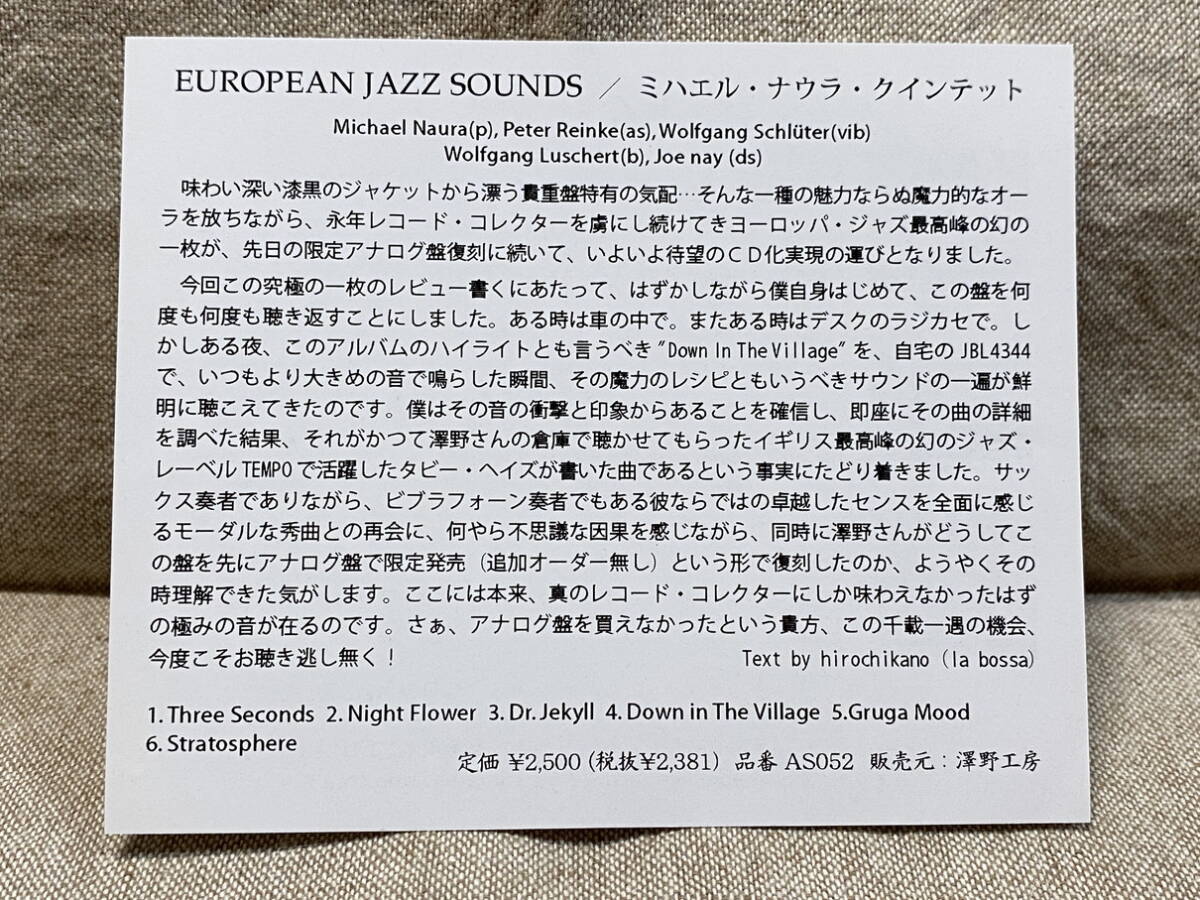 EUROPEAN JAZZ SOUNDS / ミハエル・ナウラ・クインテット
Michael Naura(p), Peter Reinke(as), Wolfgang Schlüter(vib)
Wolfgang Luschert(b), Joe nay (ds)
味わい深い漆黒のジャケットから漂う貴重盤特有の気配…そんな一種の魅力ならぬ魔力的なオー
ラを放ちながら、永年レコード・コレクターを虜にし続けてきヨーロッパ・ジャズ最高峰の幻の
一枚が、先日の限定アナログ盤復刻に続いて、いよいよ待望のCD化実現の運びとなりました。
今回この究極の一枚のレビュー書くにあたって、はずかしながら僕自身はじめて、この盤を何
度も何度も聴き返すことにしました。ある時は車の中で。またある時はデスクのラジカセで。し
かしある夜、このアルバムのハイライトとも言うべき"Down In The Village"を、自宅のJBL4344
で、いつもより大きめの音で鳴らした瞬間、その魔力のレシピともいうべきサウンドの一遍が鮮
明に聴こえてきたのです。僕はその音の衝撃と印象からあることを確信し、即座にその曲の詳細
を調べた結果、それがかつて澤野さんの倉庫で聴かせてもらったイギリス最高峰の幻のジャズ・
レーベルTEMPOで活躍したタビー・ヘイズが書いた曲であるという事実にたどり着きました。サッ
クス奏者でありながら、ビブラフォーン奏者でもある彼ならではの卓越したセンスを全面に感じ
るモーダルな秀曲との再会に、何やら不思議な因果を感じながら、同時に澤野さんがどうしてこ
の盤を先にアナログ盤で限定発売（追加オーダー無し）という形で復刻したのか、ようやくその
時理解できた気がします。ここには本来、真のレコード・コレクターにしか味わえなかったはず
の極みの音が在るのです。さぁ、アナログ盤を買えなかったという貴方、この千載一遇の機会、
今度こそお聴き逃し無く！ Text by hirochikano (la bossa)
1. Three Seconds 2. Night Flower 3. Dr. Jekyll 4. Down in The Village 5.Gruga Mood
6. Stratosphere
定価 ¥2,500 (税抜¥2,381) 品番 AS052 販売元：澤野工房